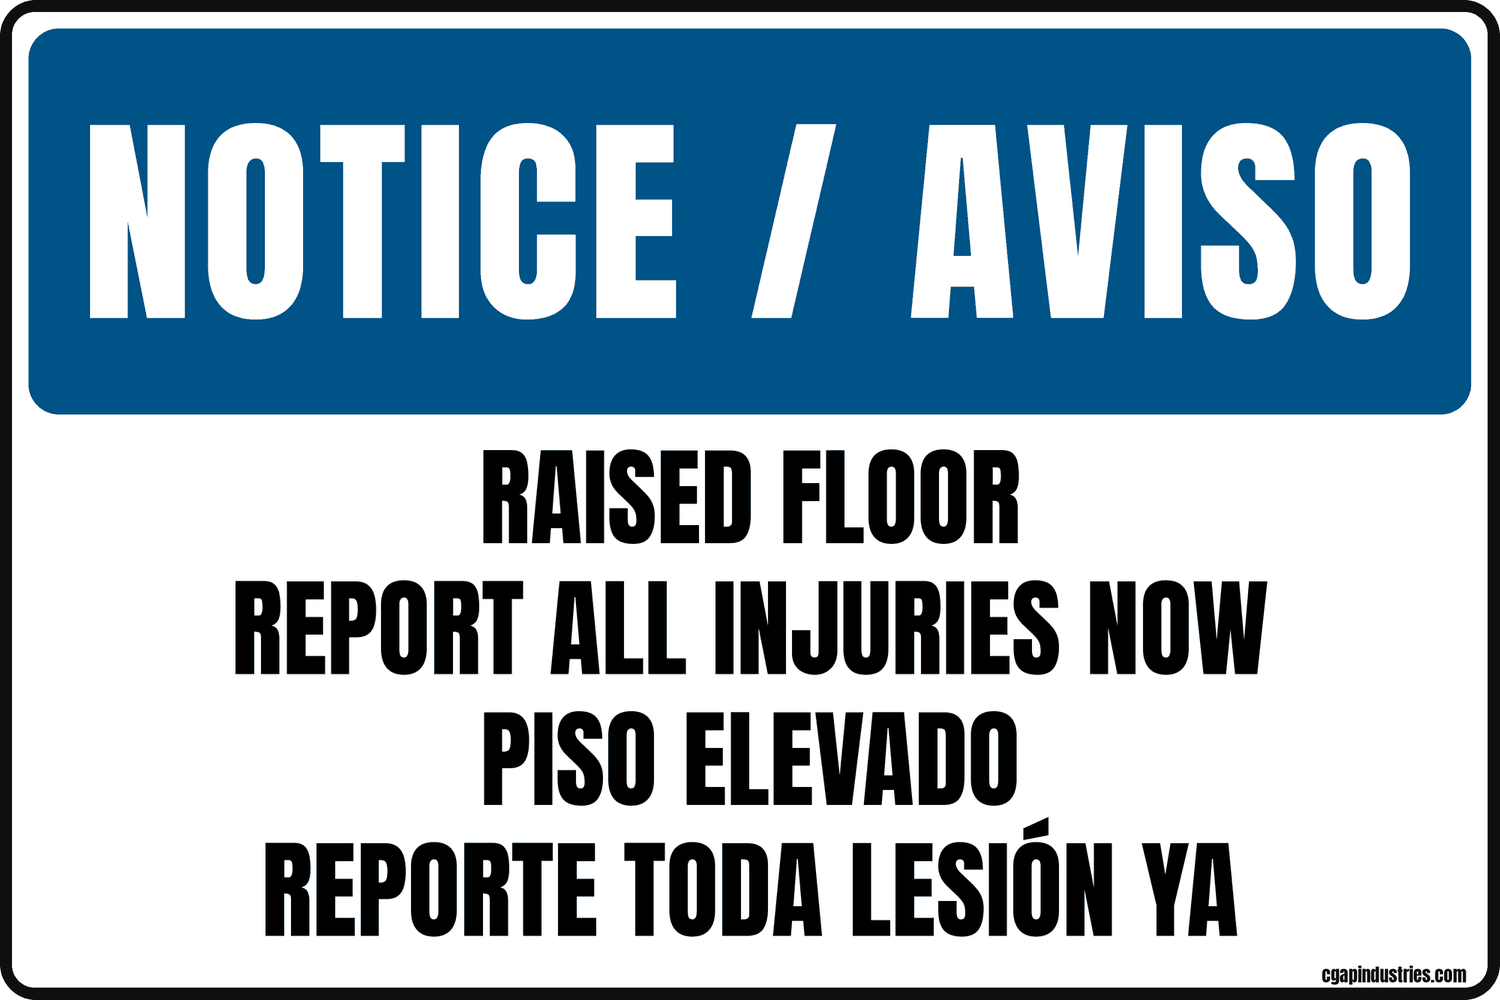 NOTICE / AVISO
RAISED FLOOR
REPORT ALL INJURIES NOW
PISO ELEVADO
REPORTE TODA LESIÓN YA
cgapindustries.com